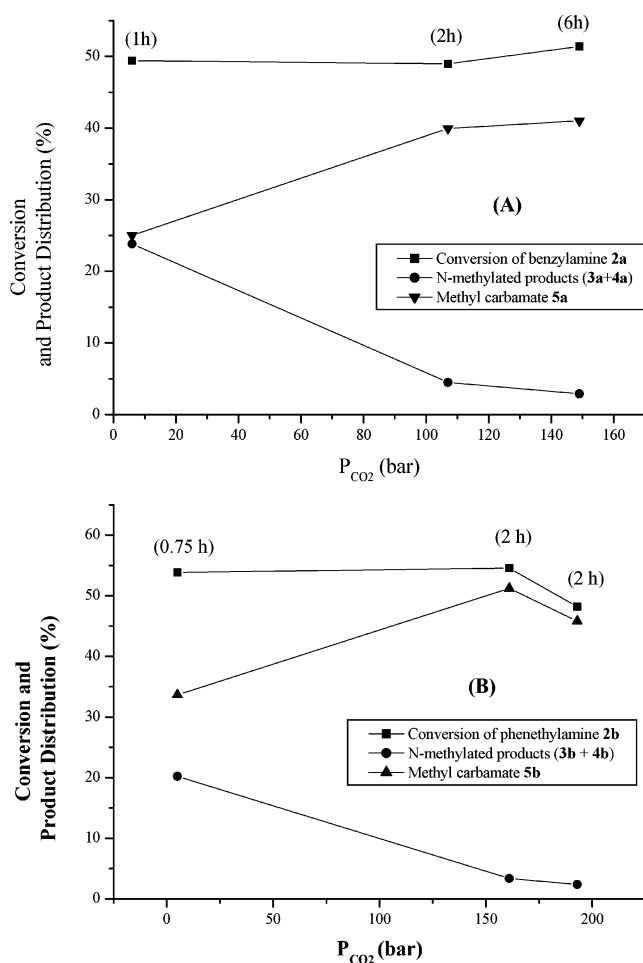 (1h)
(2h)
(6h)
50
40
30
20
10
0
Conversion
and Product Distribution (%)
(A)
Conversion of benzylamine 2a
N-methylated products (3a+4a)
Methyl carbamate 5a
0 20 40 60 80 100 120 140 160
P_CO2 (bar)
60
50
40
30
20
10
0
Conversion and
Product Distribution (%)
(0.75 h)
(2 h)
(2 h)
(B)
Conversion of phenethylamine 2b
N-methylated products (3b + 4b)
Methyl carbamate 5b
0 50 100 150 200
P_CO2 (bar)